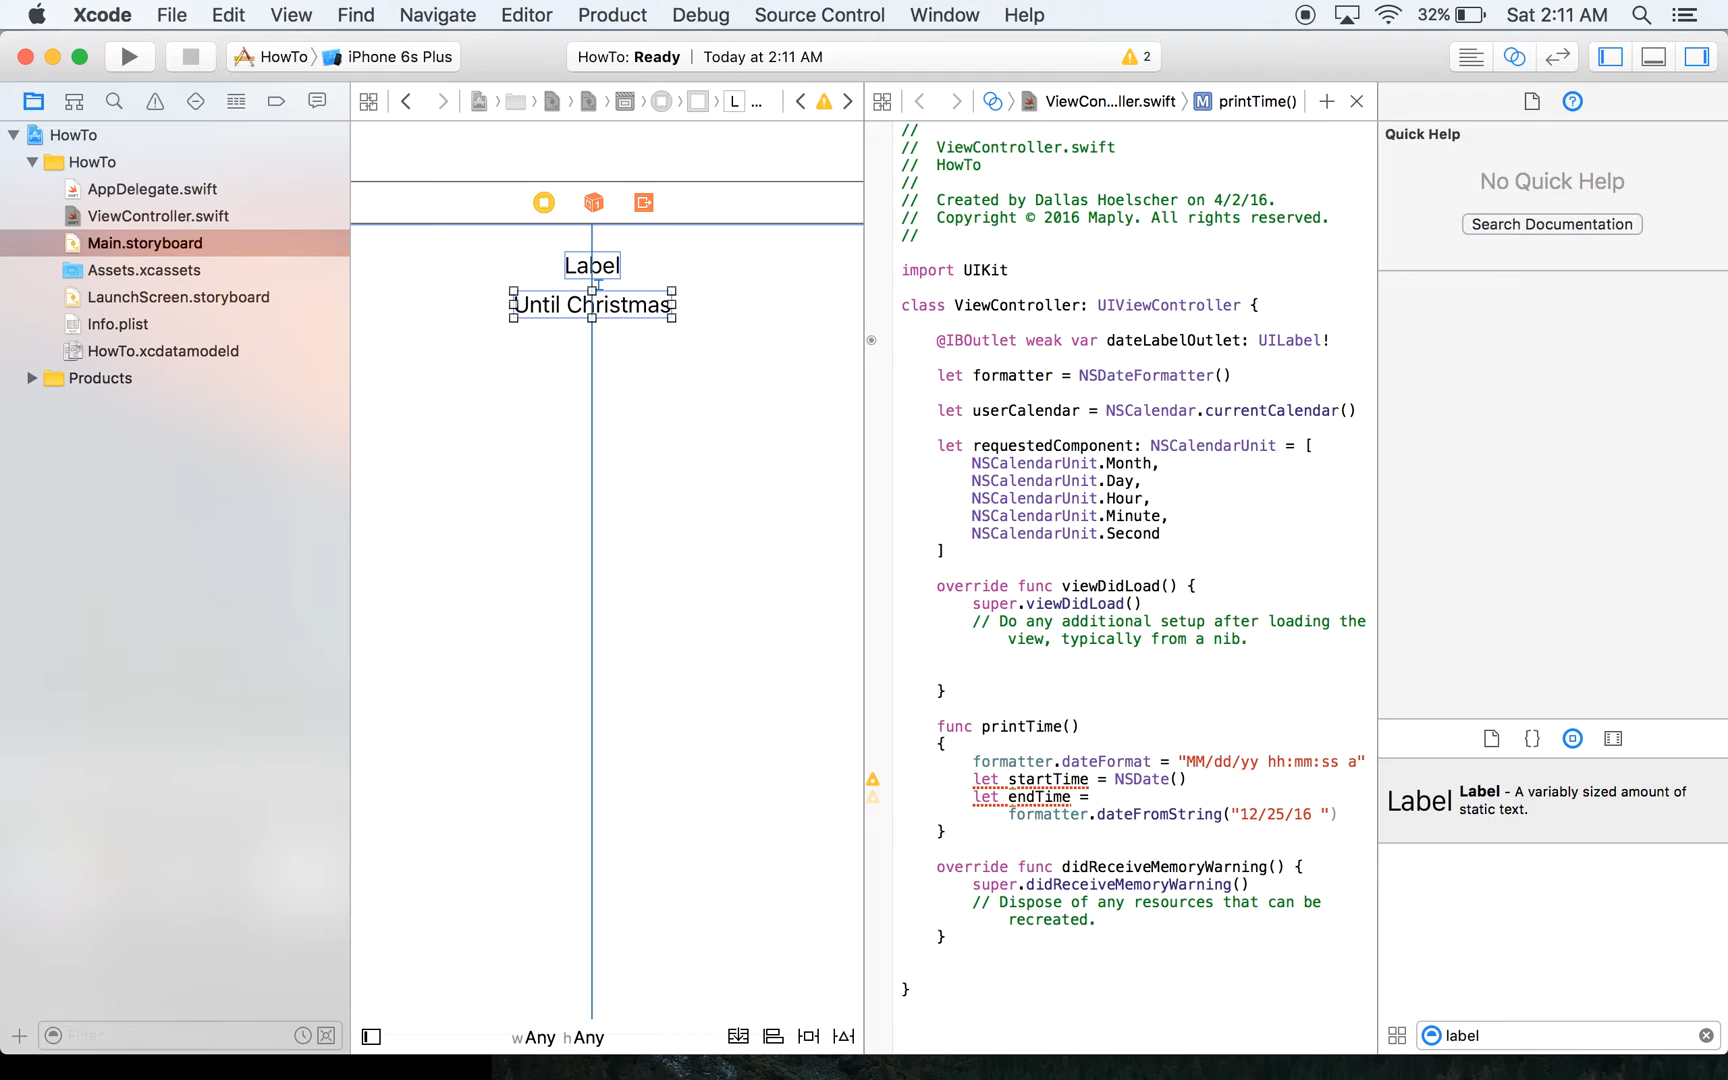 Xcode File Edit View Find Navigate Editor Product Debug Source Control Window Help 32% Sat 2:11 AM
HowTo iPhone 6s Plus HowTo: Ready | Today at 2:11 AM 2
L ... ViewCon...ller.swift M printTime()
HowTo
HowTo
AppDelegate.swift
ViewController.swift
Main.storyboard
Assets.xcassets
LaunchScreen.storyboard
Info.plist
HowTo.xcdatamodeld
Products
Filter
Label
Until Christmas
wAny hAny
//
// ViewController.swift
// HowTo
//
// Created by Dallas Hoelscher on 4/2/16.
// Copyright © 2016 Maply. All rights reserved.
//
import UIKit
class ViewController: UIViewController {
@IBOutlet weak var dateLabelOutlet: UILabel!
let formatter = NSDateFormatter()
let userCalendar = NSCalendar.currentCalendar()
let requestedComponent: NSCalendarUnit = [
NSCalendarUnit.Month,
NSCalendarUnit.Day,
NSCalendarUnit.Hour,
NSCalendarUnit.Minute,
NSCalendarUnit.Second
]
override func viewDidLoad() {
super.viewDidLoad()
// Do any additional setup after loading the
view, typically from a nib.
}
func printTime()
{
formatter.dateFormat = "MM/dd/yy hh:mm:ss a"
let startTime = NSDate()
let endTime =
formatter.dateFromString("12/25/16 ")
}
override func didReceiveMemoryWarning() {
super.didReceiveMemoryWarning()
// Dispose of any resources that can be
recreated.
}
}
Quick Help
No Quick Help
Search Documentation
{}
Label Label - A variably sized amount of
static text.
label